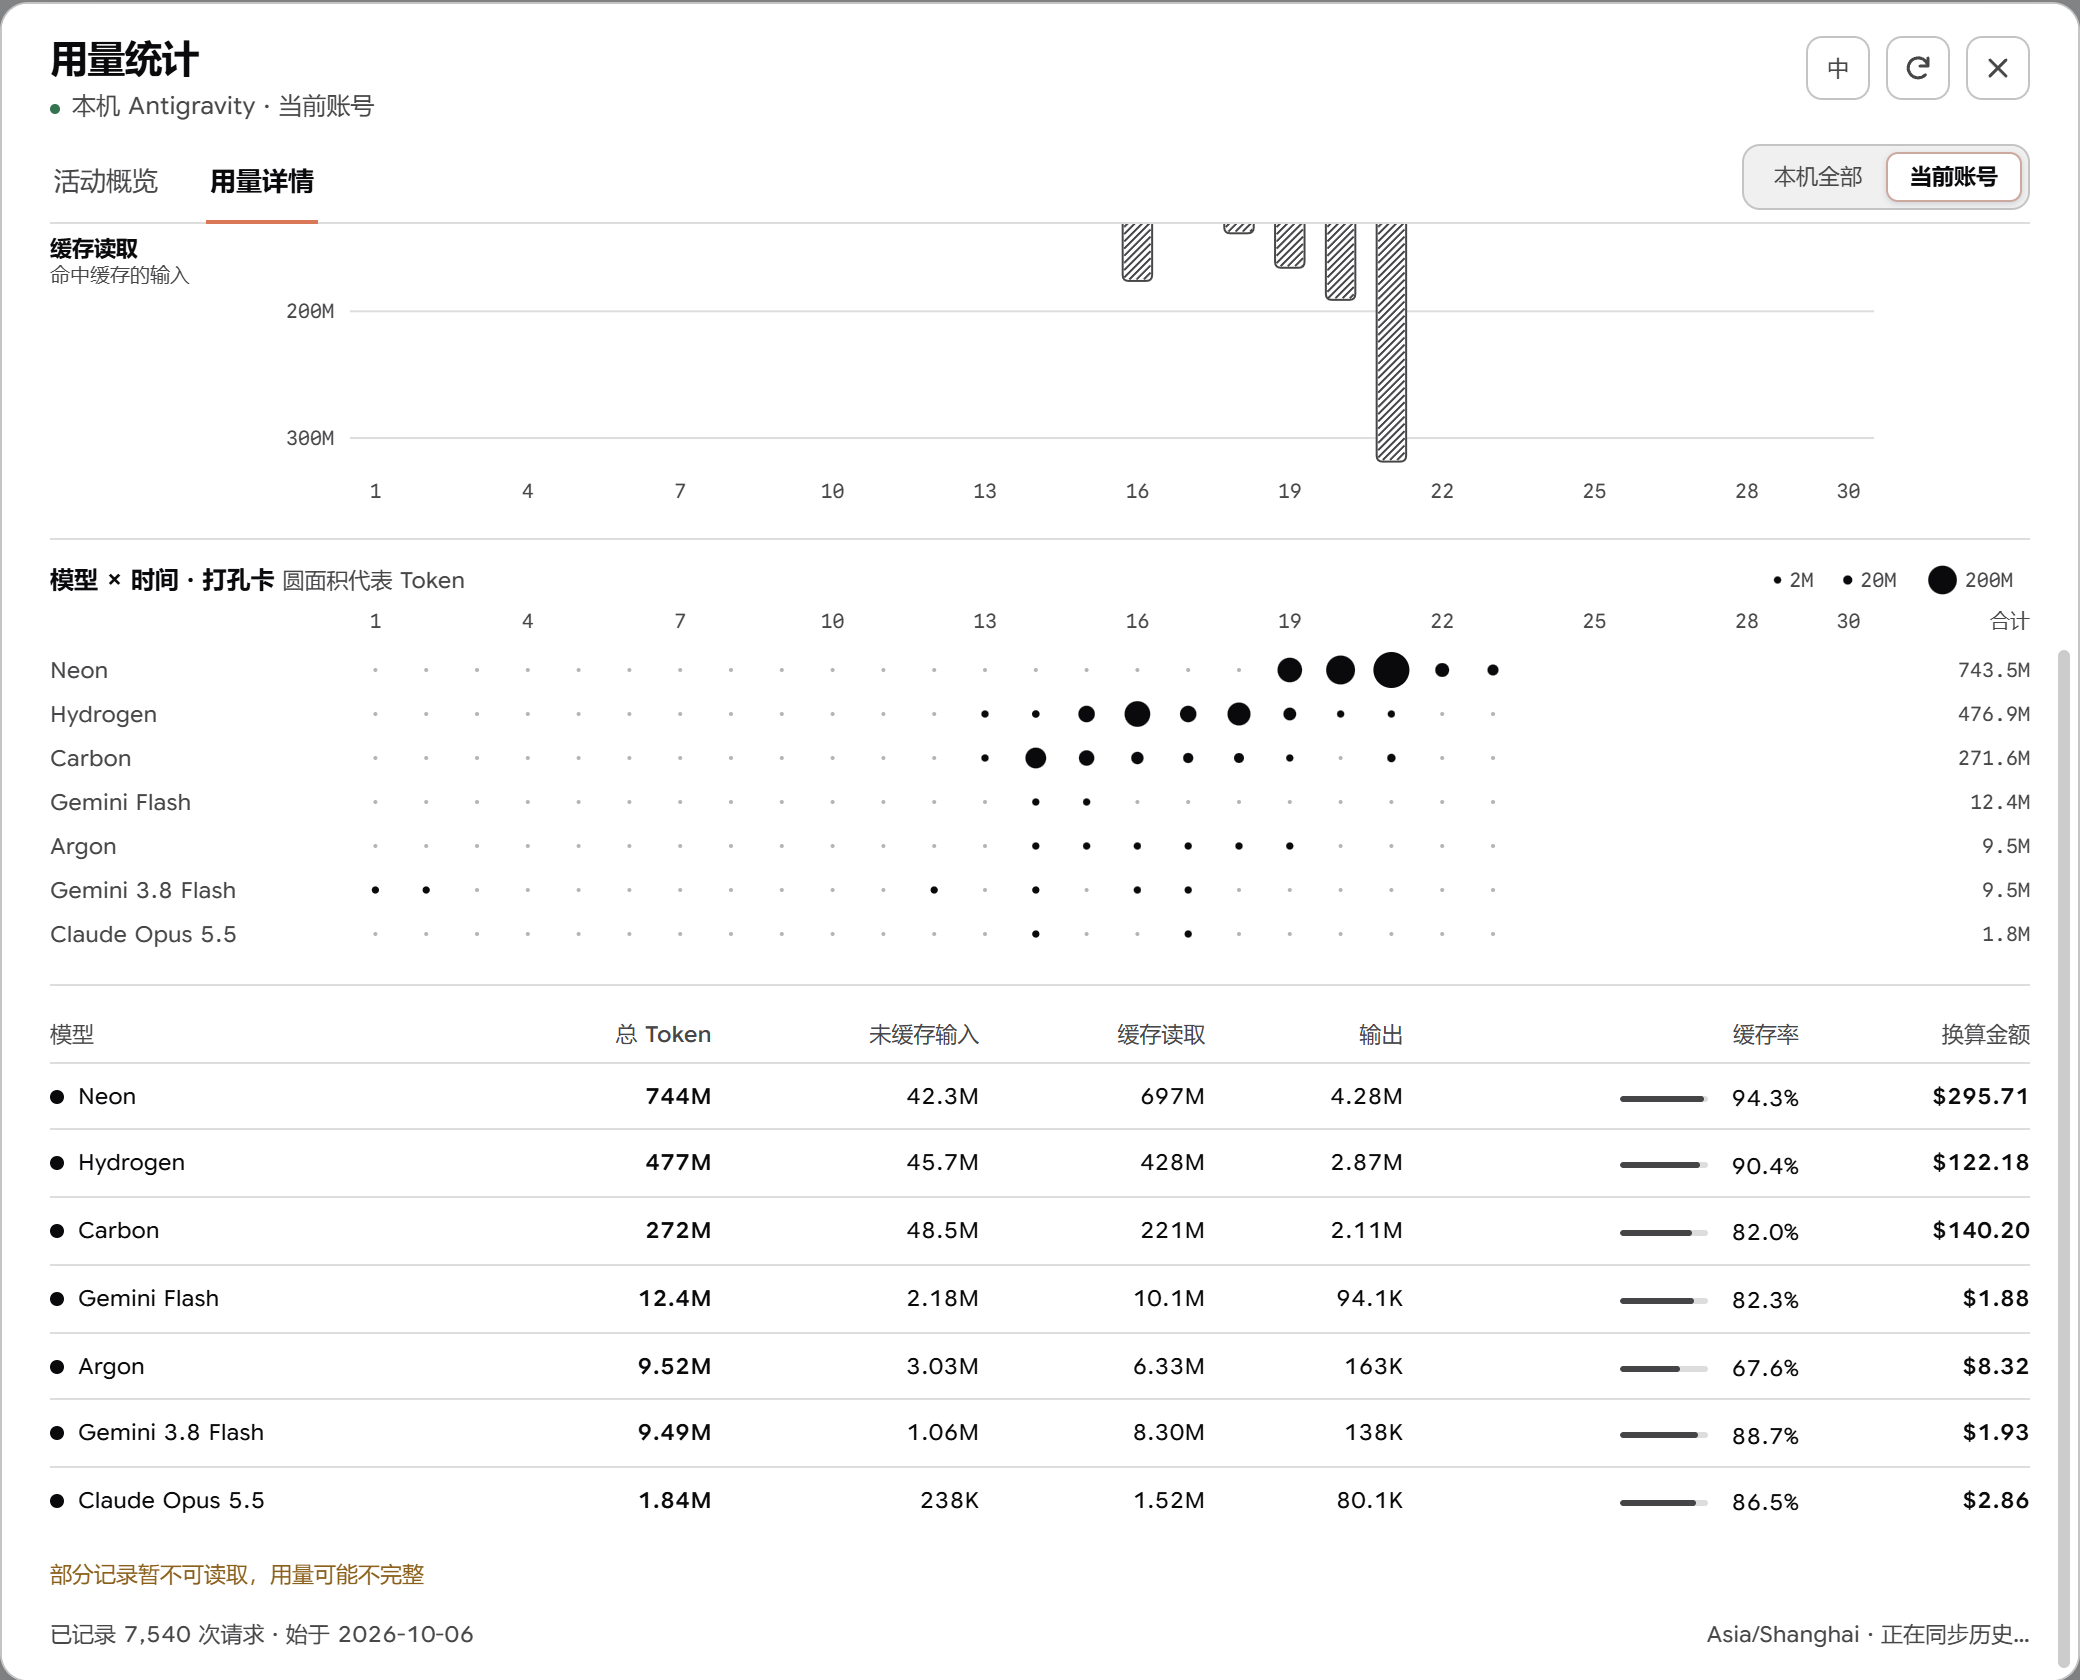 用量统计
中
本机 Antigravity · 当前账号
活动概览 用量详情 本机全部 当前账号
缓存读取
命中缓存的输入
200M
300M
1 4 7 10 13 16 19 22 25 28 30
模型 × 时间 · 打孔卡 圆面积代表 Token 2M 20M 200M
1 4 7 10 13 16 19 22 25 28 30 合计
Neon 743.5M
Hydrogen 476.9M
Carbon 271.6M
Gemini Flash 12.4M
Argon 9.5M
Gemini 3.8 Flash 9.5M
Claude Opus 5.5 1.8M
模型 总 Token 未缓存输入 缓存读取 输出 缓存率 换算金额
Neon 744M 42.3M 697M 4.28M 94.3% $295.71
Hydrogen 477M 45.7M 428M 2.87M 90.4% $122.18
Carbon 272M 48.5M 221M 2.11M 82.0% $140.20
Gemini Flash 12.4M 2.18M 10.1M 94.1K 82.3% $1.88
Argon 9.52M 3.03M 6.33M 163K 67.6% $8.32
Gemini 3.8 Flash 9.49M 1.06M 8.30M 138K 88.7% $1.93
Claude Opus 5.5 1.84M 238K 1.52M 80.1K 86.5% $2.86
部分记录暂不可读取，用量可能不完整
已记录 7,540 次请求 · 始于 2026-10-06 Asia/Shanghai · 正在同步历史…